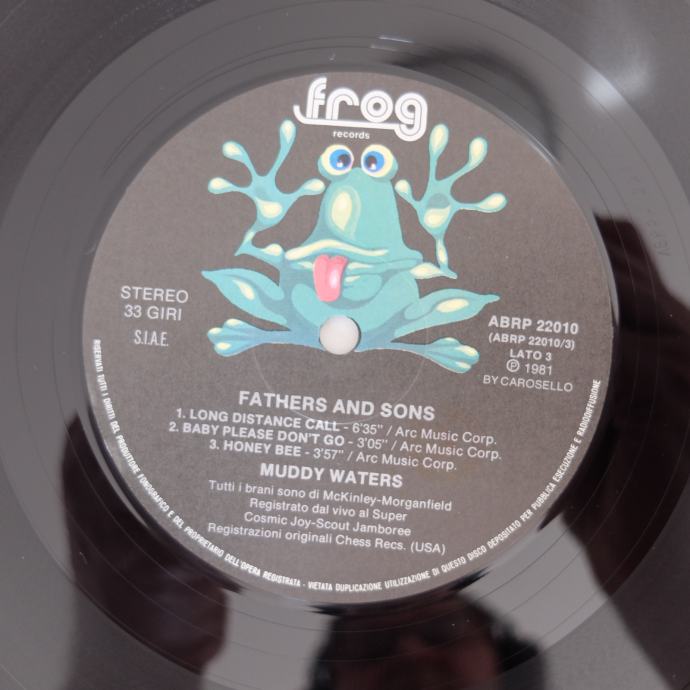 frog
records
STEREO
33 GIRI
S.I.A.E.
ABRP 22010
(ABRP 22010/3)
LATO 3
Ⓟ 1981
BY CAROSELLO
FATHERS AND SONS
1. LONG DISTANCE CALL - 6'35" / Arc Music Corp.
2. BABY PLEASE DON'T GO - 3'05" / Arc Music Corp.
3. HONEY BEE - 3'57" / Arc Music Corp.
MUDDY WATERS
Tutti i brani sono di McKinley-Morganfield
Registrato dal vivo al Super
Cosmic Joy-Scout Jamboree
Registrazioni originali Chess Recs. (USA)
RISERVATI TUTTI I DIRITTI DEL PRODUTTORE FONOGRAFICO E DEL PROPRIETARIO DELL'OPERA REGISTRATA - VIETATA DUPLICAZIONE UTILIZZAZIONE DI QUESTO DISCO DEPOSITATO PER PUBBLICA ESECUZIONE E RADIODIFFUSIONE